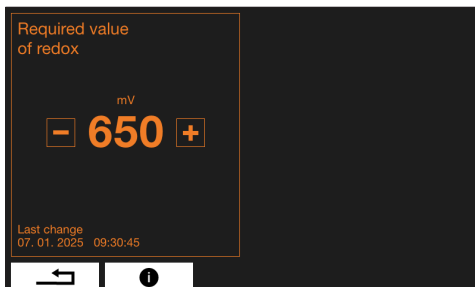 Required value
of redox
mV
− 650 +
Last change
07. 01. 2025 09:30:45